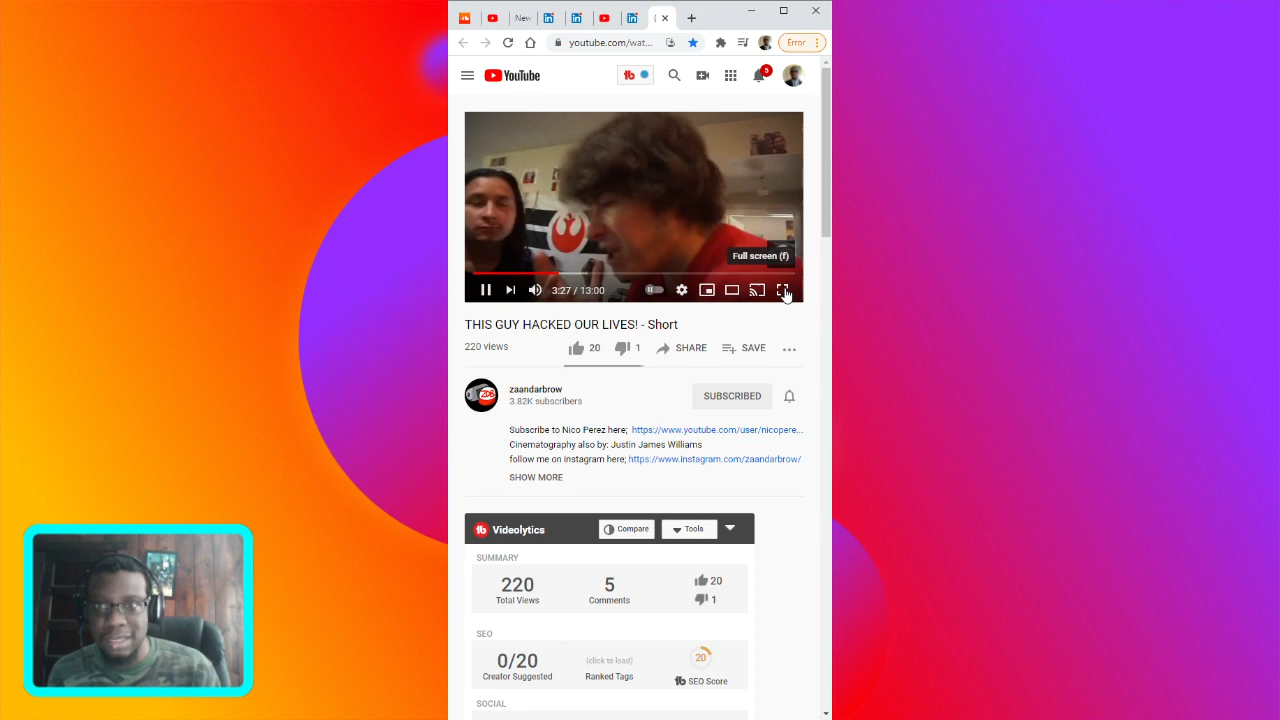 New
youtube.com/wat...
Error
YouTube
tb
5
Full screen (f)
3:27 / 13:00
THIS GUY HACKED OUR LIVES! - Short
220 views
20
1
SHARE
SAVE
zaandarbrow
3.82K subscribers
SUBSCRIBED
Subscribe to Nico Perez here; https://www.youtube.com/user/nicopere...
Cinematography also by: Justin James Williams
follow me on instagram here; https://www.instagram.com/zaandarbrow/
SHOW MORE
tb Videolytics
Compare
Tools
SUMMARY
220
Total Views
5
Comments
20
1
SEO
0/20
Creator Suggested
(click to load)
Ranked Tags
20
tb SEO Score
SOCIAL